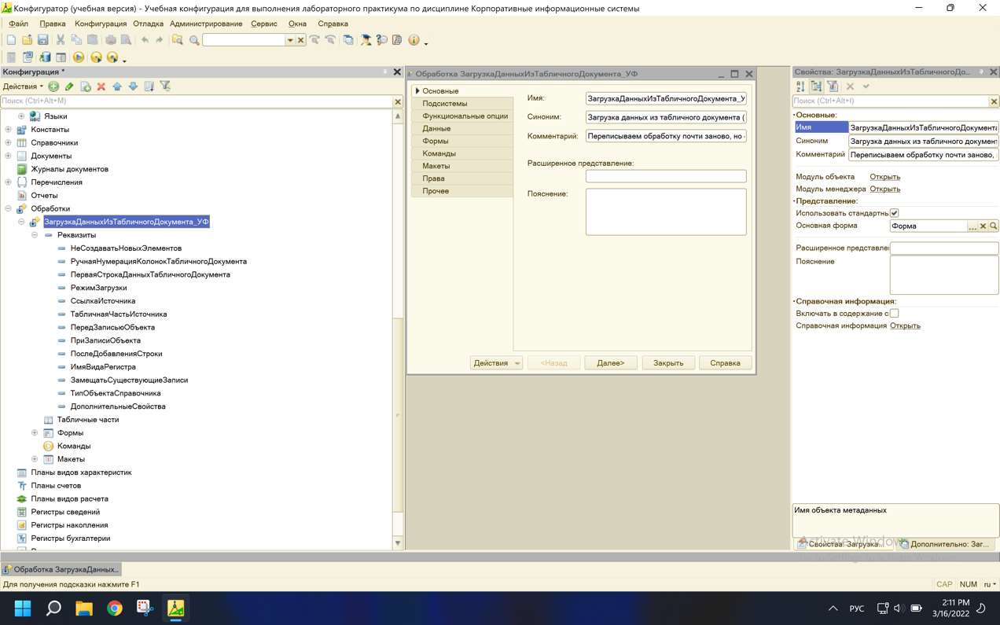 Конфигуратор (учебная версия) - Учебная конфигурация для выполнения лабораторного практикума по дисциплине Корпоративные информационные системы
Файл Правка Конфигурация Отладка Администрирование Сервис Окна Справка
Конфигурация *
Действия
Поиск (Ctrl+Alt+M)
Языки
Константы
Справочники
Документы
Журналы документов
Перечисления
Отчеты
Обработки
ЗагрузкаДанныхИзТабличногоДокумента_УФ
Реквизиты
НеСоздаватьНовыхЭлементов
РучнаяНумерацияКолонокТабличногоДокумента
ПерваяСтрокаДанныхТабличногоДокумента
РежимЗагрузки
СсылкаИсточника
ТабличнаяЧастьИсточника
ПередЗаписьюОбъекта
ПриЗаписиОбъекта
ПослеДобавленияСтроки
ИмяВидаРегистра
ЗамещатьСуществующиеЗаписи
ТипОбъектаСправочника
ДополнительныеСвойства
Табличные части
Формы
Команды
Макеты
Планы видов характеристик
Планы счетов
Планы видов расчета
Регистры сведений
Регистры накопления
Регистры бухгалтерии
Обработка ЗагрузкаДанныхИзТабличногоДокумента_УФ
Основные
Подсистемы
Функциональные опции
Данные
Формы
Команды
Макеты
Права
Прочее
Имя: ЗагрузкаДанныхИзТабличногоДокумента_У
Синоним: Загрузка данных из табличного документа (
Комментарий: Переписываем обработку почти заново, но
Расширенное представление:
Пояснение:
Действия <Назад Далее> Закрыть Справка
Свойства: ЗагрузкаДанныхИзТабличногоДо...
Поиск (Ctrl+Alt+I)
Основные:
Имя ЗагрузкаДанныхИзТабличногоДокумента
Синоним Загрузка данных из табличного документ
Комментарий Переписываем обработку почти заново,
Модуль объекта Открыть
Модуль менеджера Открыть
Представление:
Использовать стандартнь
Основная форма Форма ...
Расширенное представле
Пояснение
Справочная информация:
Включать в содержание с
Справочная информация Открыть
Имя объекта метаданных
Activate Windows
Go to Settings to activate Windows.
Свойства: Загрузка... Дополнительно: Заг...
Обработка ЗагрузкаДанных...
Для получения подсказки нажмите F1
CAP NUM ru
РУС
2:11 PM
3/16/2022